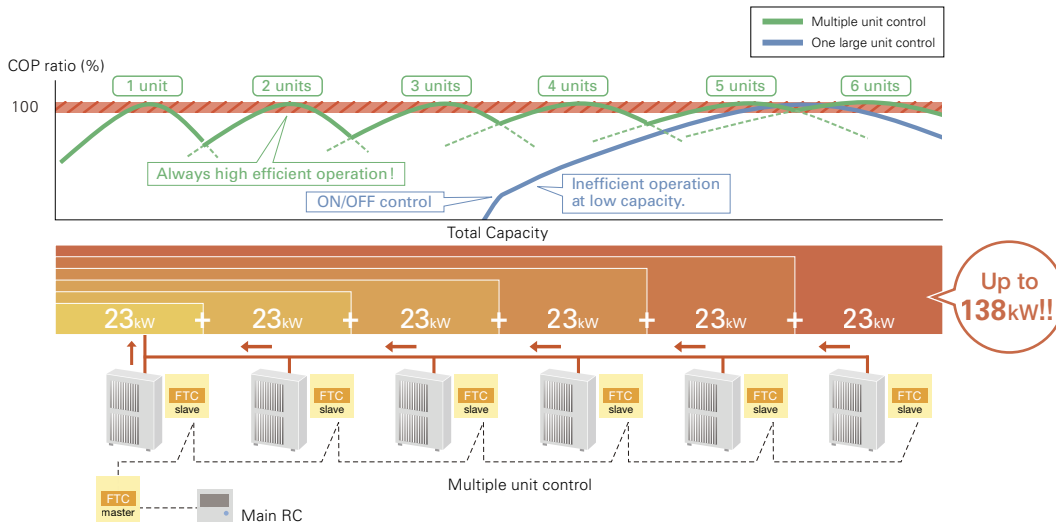 Multiple unit control
One large unit control
COP ratio (%)
1 unit
2 units
3 units
4 units
5 units
6 units
100
Always high efficient operation!
ON/OFF control
Inefficient operation
at low capacity.
Total Capacity
23kW + 23kW + 23kW + 23kW + 23kW + 23kW
Up to
138kW!!
FTC
slave
FTC
slave
FTC
slave
FTC
slave
FTC
slave
FTC
slave
Multiple unit control
FTC
master
Main RC